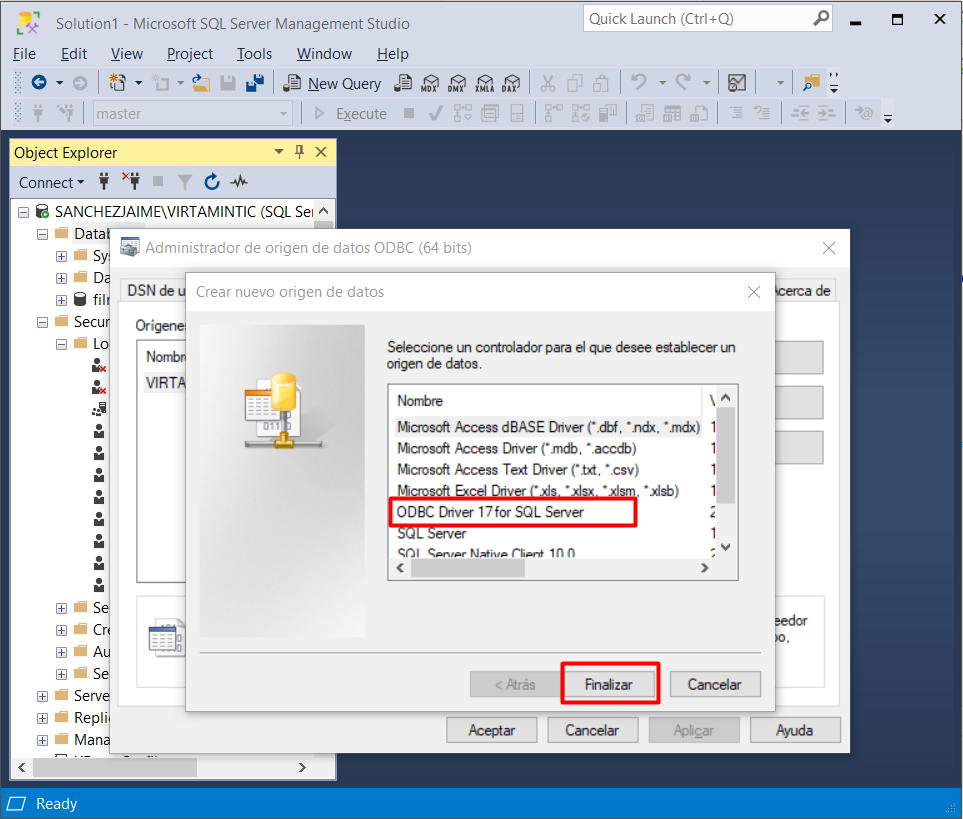 Solution1 - Microsoft SQL Server Management Studio
Quick Launch (Ctrl+Q)
File Edit View Project Tools Window Help
New Query MDX DMX XMLA DAX
master Execute
Object Explorer
Connect
SANCHEZJAIME\VIRTAMINTIC (SQL Se
Datab
Sys
Da
film
Secur
Lo
Se
Cre
Au
Se
Serve
Repli
Mana
Administrador de origen de datos ODBC (64 bits)
DSN de u
Acerca de
Orígenes
Nombre
VIRTA
Crear nuevo origen de datos
Seleccione un controlador para el que desee establecer un
origen de datos.
Nombre V
Microsoft Access dBASE Driver (*.dbf, *.ndx, *.mdx) 1
Microsoft Access Driver (*.mdb, *.accdb) 1
Microsoft Access Text Driver (*.txt, *.csv) 1
Microsoft Excel Driver (*.xls, *.xlsx, *.xlsm, *.xlsb) 1
ODBC Driver 17 for SQL Server 2
SQL Server 1
SQL Server Native Client 10.0 2
< Atrás Finalizar Cancelar
Aceptar Cancelar Aplicar Ayuda
Ready